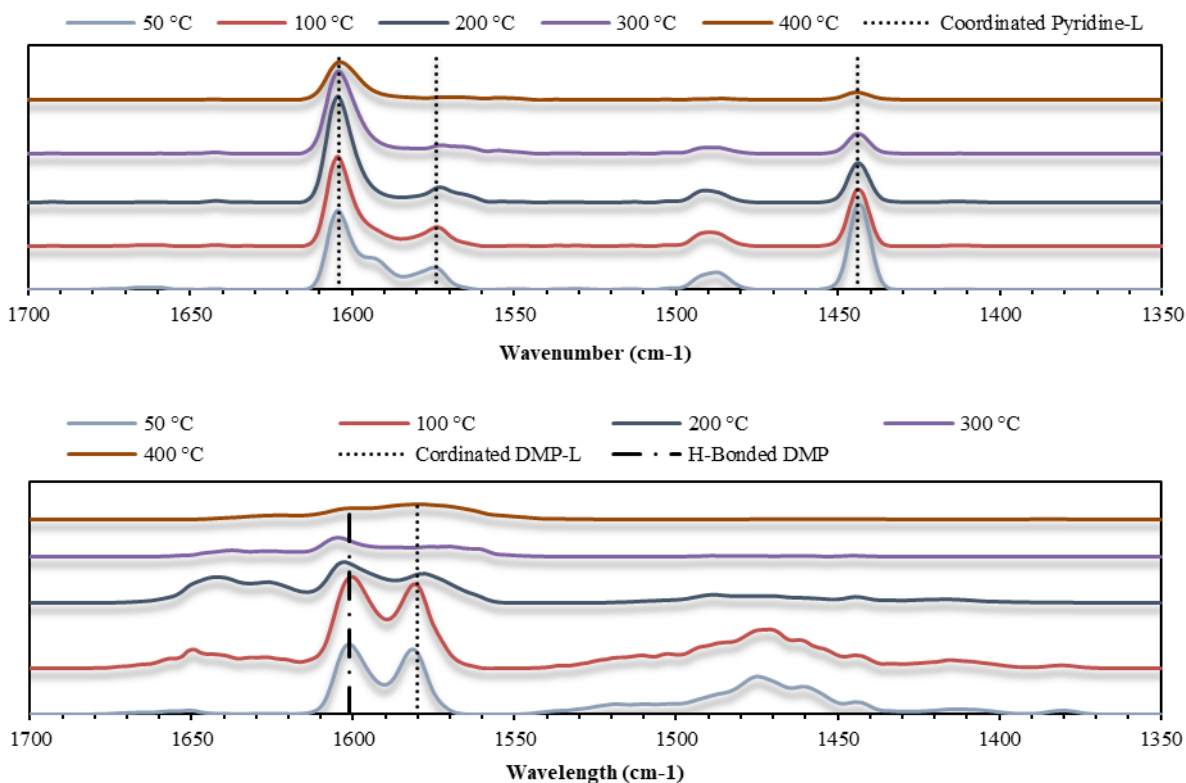 50 °C 100 °C 200 °C 300 °C 400 °C Coordinated Pyridine-L
1700 1650 1600 1550 1500 1450 1400 1350
Wavenumber (cm-1)
50 °C 100 °C 200 °C 300 °C
400 °C Cordinated DMP-L H-Bonded DMP
1700 1650 1600 1550 1500 1450 1400 1350
Wavelength (cm-1)